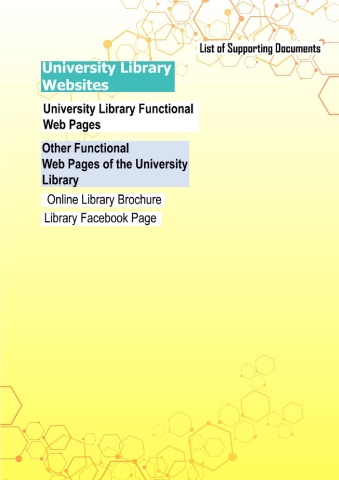 List of Supporting Documents
University Library
Websites
University Library Functional
Web Pages
Other Functional
Web Pages of the University
Library
Online Library Brochure
Library Facebook Page